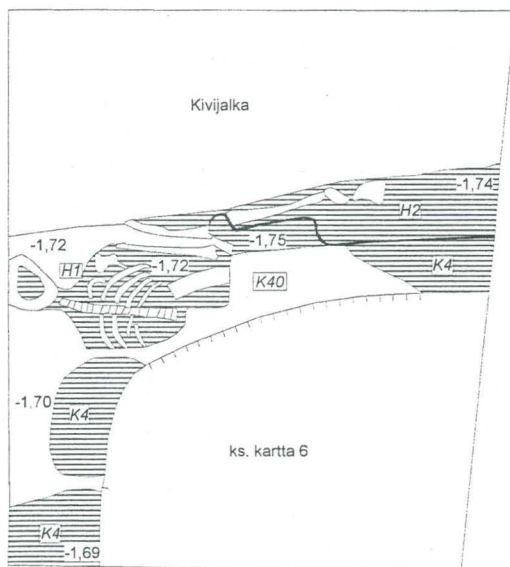 Kivijalka
-1,74
H2
-1,72
-1,75
K4
H1
-1,72
K40
-1,70
K4
ks. kartta 6
K4
-1,69